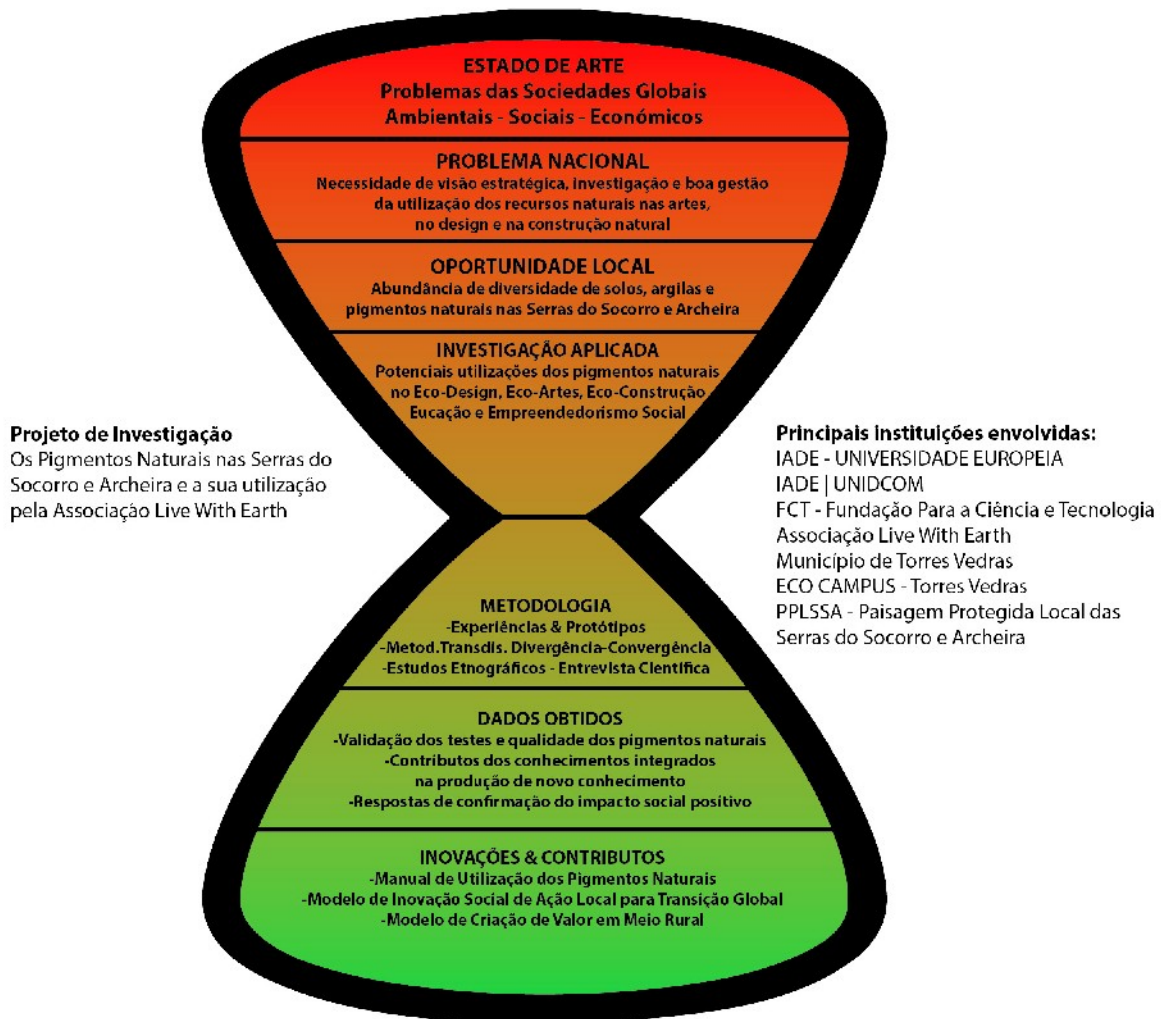 ESTADO DE ARTE
Problemas das Sociedades Globais
Ambientais - Sociais - Económicos
PROBLEMA NACIONAL
Necessidade de visão estratégica, investigação e boa gestão
da utilização dos recursos naturais nas artes,
no design e na construção natural
OPORTUNIDADE LOCAL
Abundância de diversidade de solos, argilas e
pigmentos naturais nas Serras do Socorro e Archeira
INVESTIGAÇÃO APLICADA
Potenciais utilizações dos pigmentos naturais
no Eco-Design, Eco-Artes, Eco-Construção
Eucação e Empreendedorismo Social
Projeto de Investigação
Os Pigmentos Naturais nas Serras do
Socorro e Archeira e a sua utilização
pela Associação Live With Earth
Principais instituições envolvidas:
IADE - UNIVERSIDADE EUROPEIA
IADE | UNIDCOM
FCT - Fundação Para a Ciência e Tecnologia
Associação Live With Earth
Município de Torres Vedras
ECO CAMPUS - Torres Vedras
PPLSSA - Paisagem Protegida Local das
Serras do Socorro e Archeira
METODOLOGIA
-Experiências & Protótipos
-Metod.Transdis. Divergência-Convergência
-Estudos Etnográficos - Entrevista Científica
DADOS OBTIDOS
-Validação dos testes e qualidade dos pigmentos naturais
-Contributos dos conhecimentos integrados
na produção de novo conhecimento
-Respostas de confirmação do impacto social positivo
INOVAÇÕES & CONTRIBUTOS
-Manual de Utilização dos Pigmentos Naturais
-Modelo de Inovação Social de Ação Local para Transição Global
-Modelo de Criação de Valor em Meio Rural